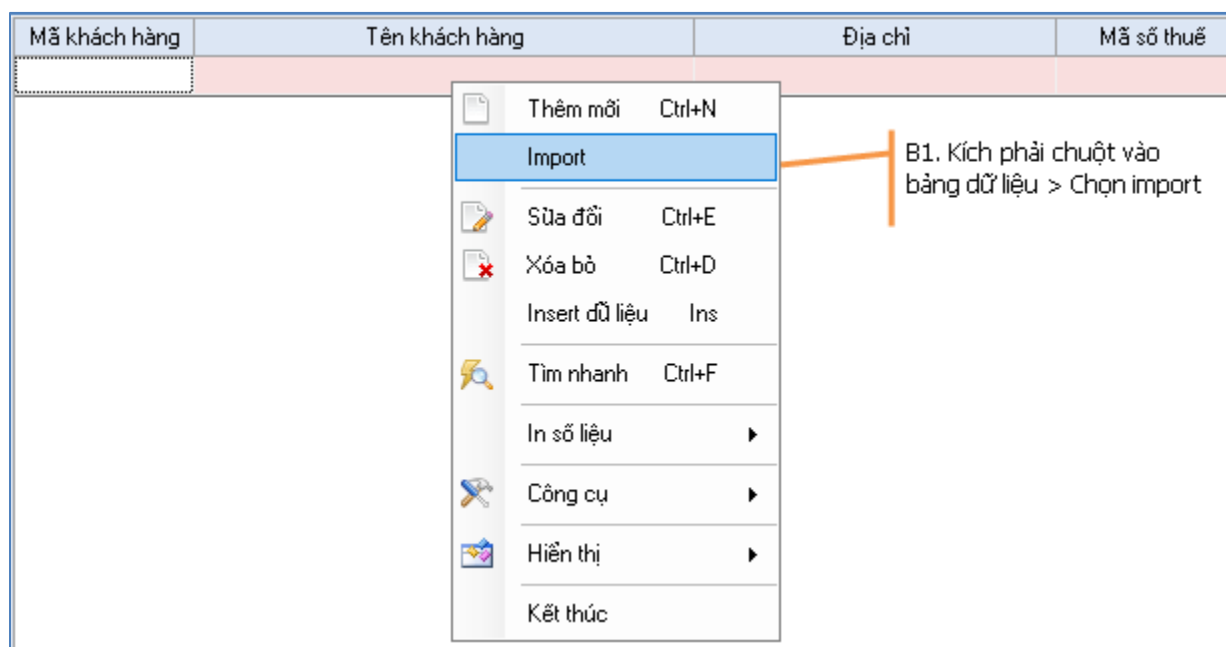 Mã khách hàng Tên khách hàng Địa chỉ Mã số thuế
Thêm mới Ctrl+N
Import
B1. Kích phải chuột vào
bảng dữ liệu > Chọn import
Sửa đổi Ctrl+E
Xóa bỏ Ctrl+D
Insert dữ liệu Ins
Tìm nhanh Ctrl+F
In số liệu
Công cụ
Hiển thị
Kết thúc